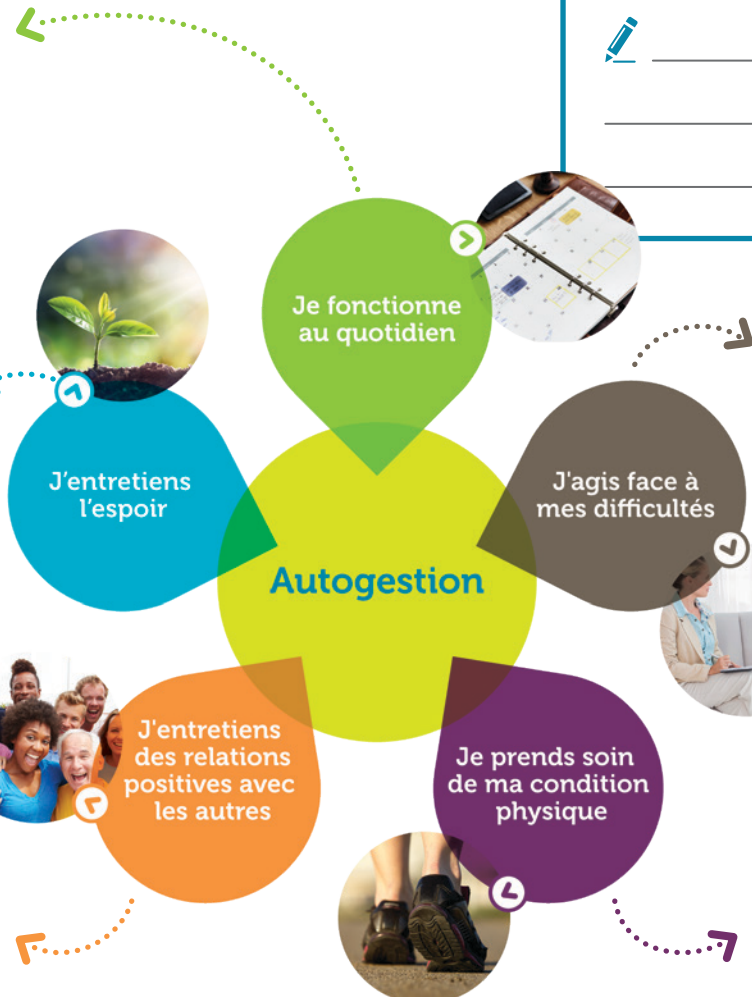 Je fonctionne
au quotidien
J'entretiens
l'espoir
J'agis face à
mes difficultés
Autogestion
J'entretiens
des relations
positives avec
les autres
Je prends soin
de ma condition
physique